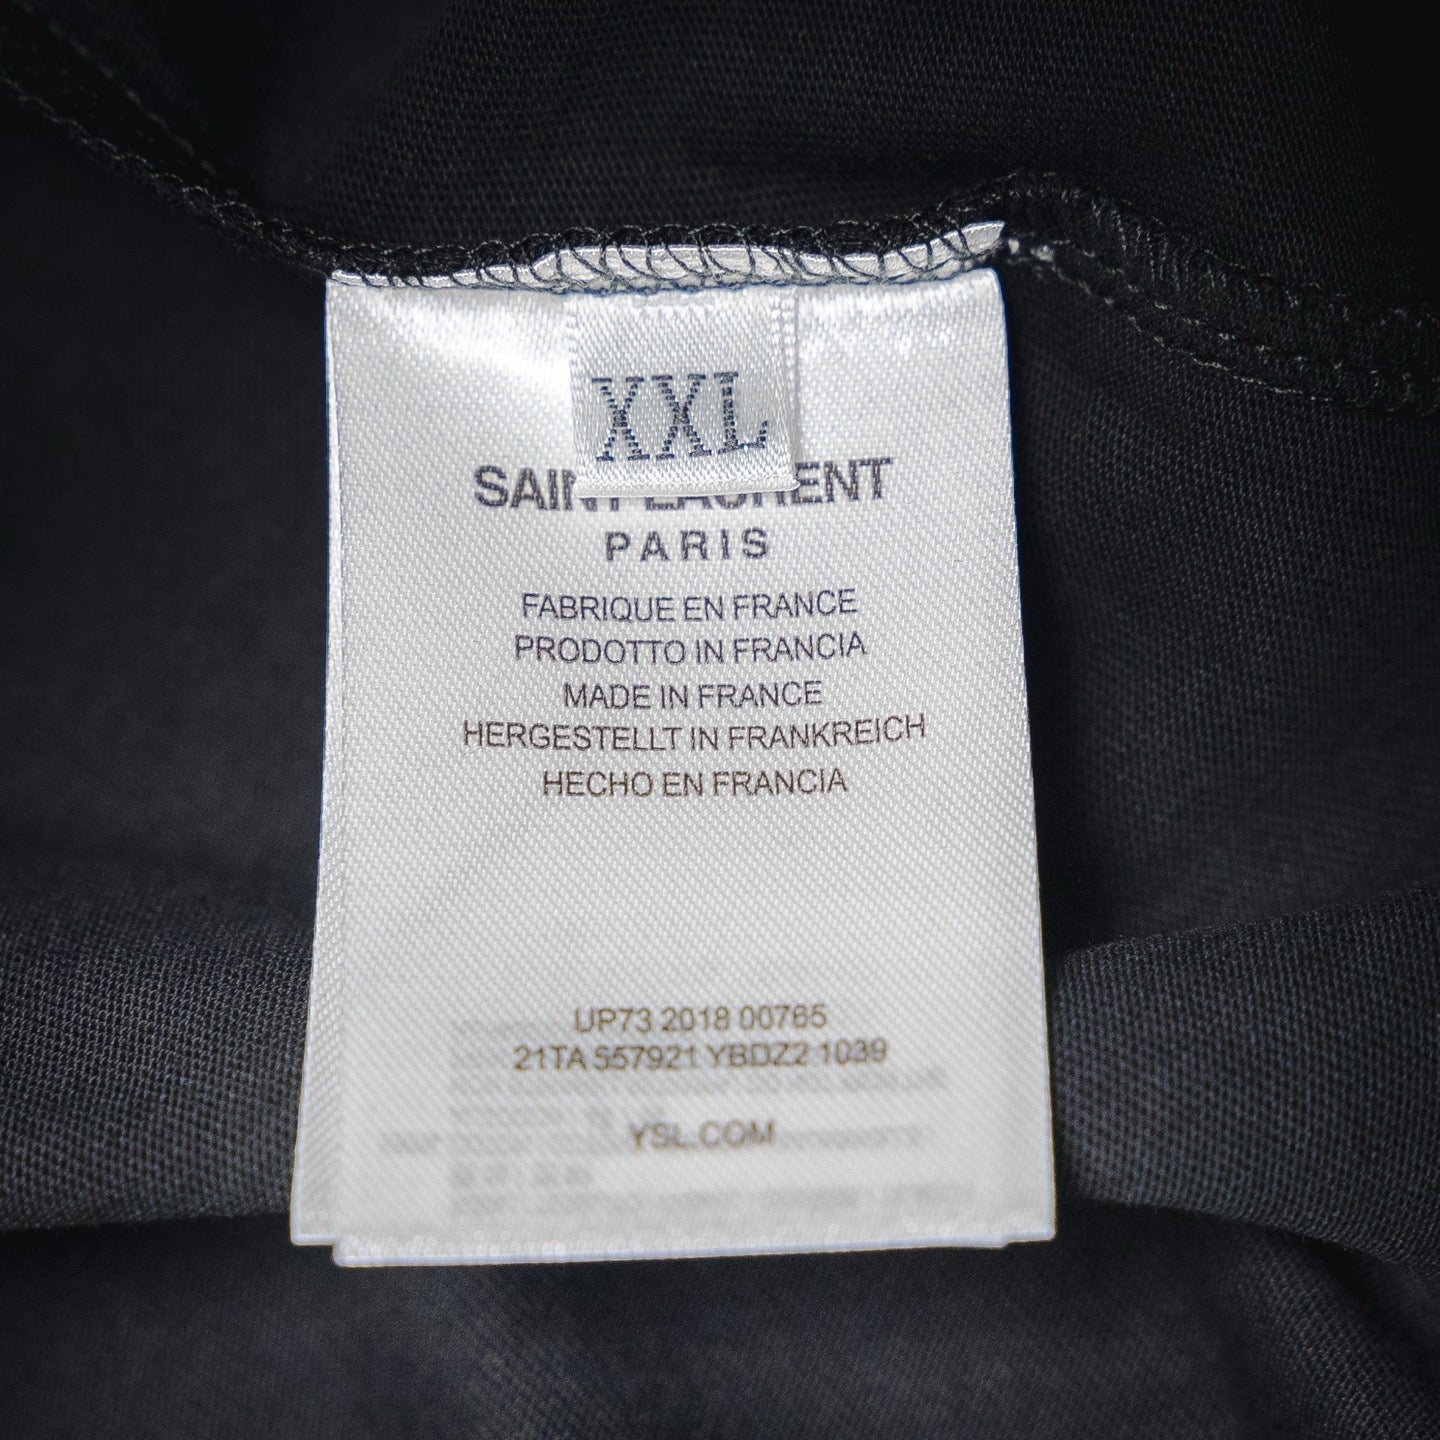 XXL
SAINT LAURENT
PARIS
FABRIQUE EN FRANCE
PRODOTTO IN FRANCIA
MADE IN FRANCE
HERGESTELLT IN FRANKREICH
HECHO EN FRANCIA
UP73 2018 00765
21TA 557921 YBDZ2 1039
YSL.COM